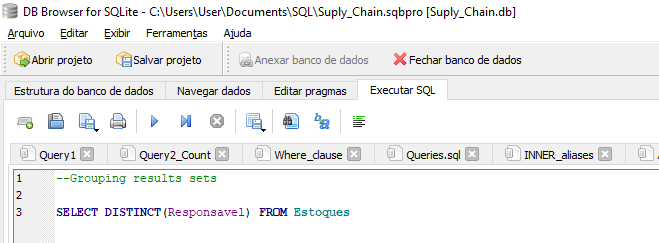 DB Browser for SQLite - C:\Users\User\Documents\SQL\Suply_Chain.sqbpro [Suply_Chain.db]
Arquivo Editar Exibir Ferramentas Ajuda
Abrir projeto Salvar projeto Anexar banco de dados Fechar banco de dados
Estrutura do banco de dados Navegar dados Editar pragmas Executar SQL
Query1 Query2_Count Where_clause Queries.sql INNER_aliases
1 --Grouping results sets
2
3 SELECT DISTINCT(Responsavel) FROM Estoques